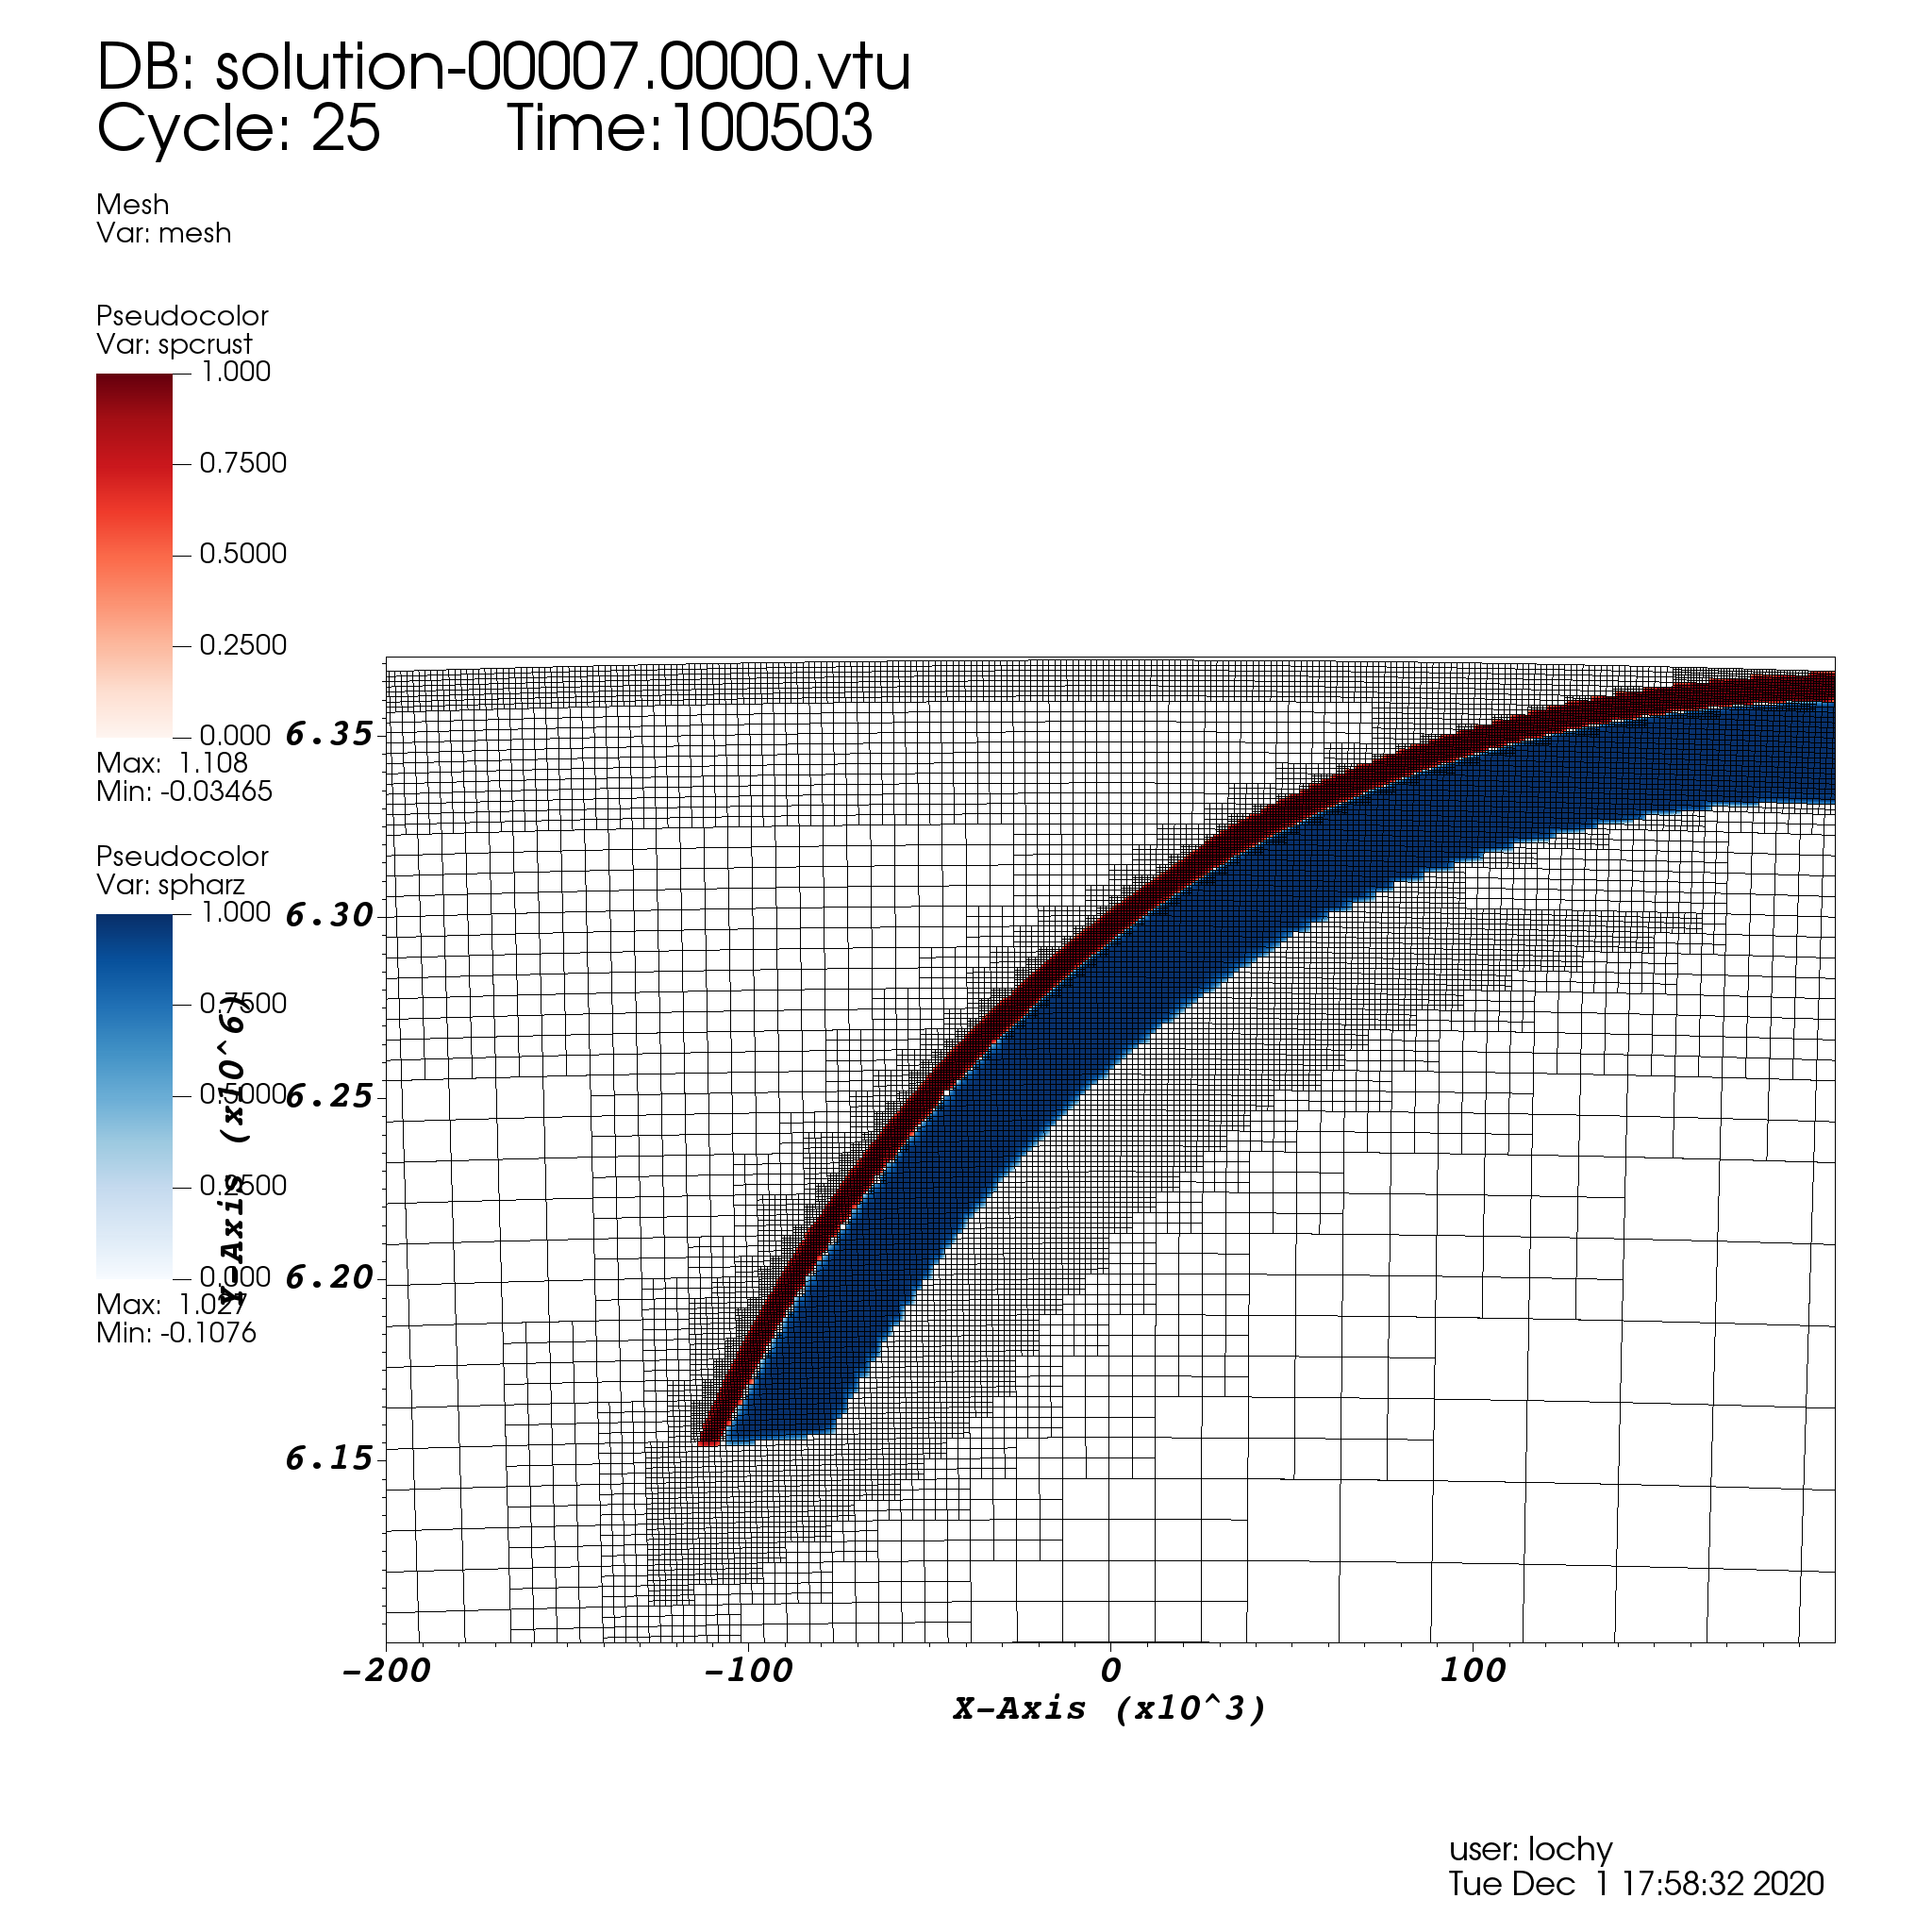 DB: solution-00007.0000.vtu
Cycle: 25 Time:100503
Mesh
Var: mesh
Pseudocolor
Var: spcrust
1.000
0.7500
0.5000
0.2500
0.000
Max: 1.108
Min: -0.03465
Pseudocolor
Var: spharz
1.000
0.7500
0.5000
0.2500
0.000
Max: 1.027
Min: -0.1076
Y-Axis (x10^6)
6.35
6.30
6.25
6.20
6.15
-200 -100 0 100
X-Axis (x10^3)
user: lochy
Tue Dec 1 17:58:32 2020